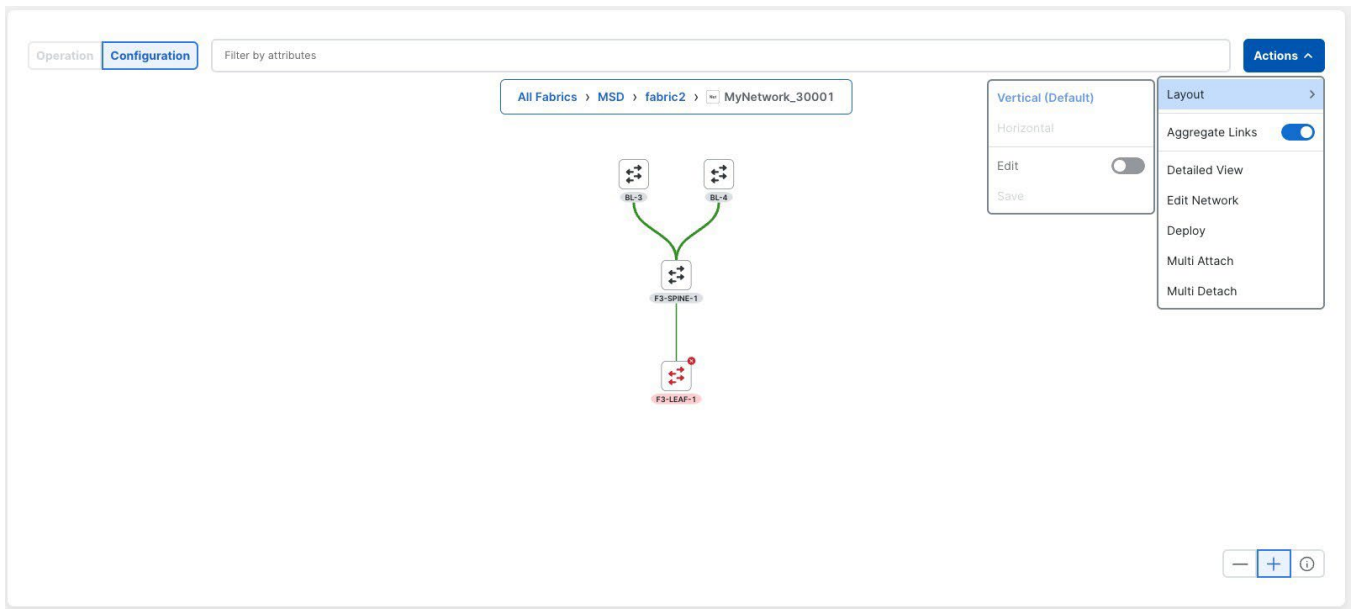 Operation Configuration Filter by attributes Actions
All Fabrics > MSD > fabric2 > MyNetwork_30001
Vertical (Default)
Horizontal
Edit
Save
Layout >
Aggregate Links
Detailed View
Edit Network
Deploy
Multi Attach
Multi Detach
BL-3 BL-4
F3-SPINE-1
F3-LEAF-1